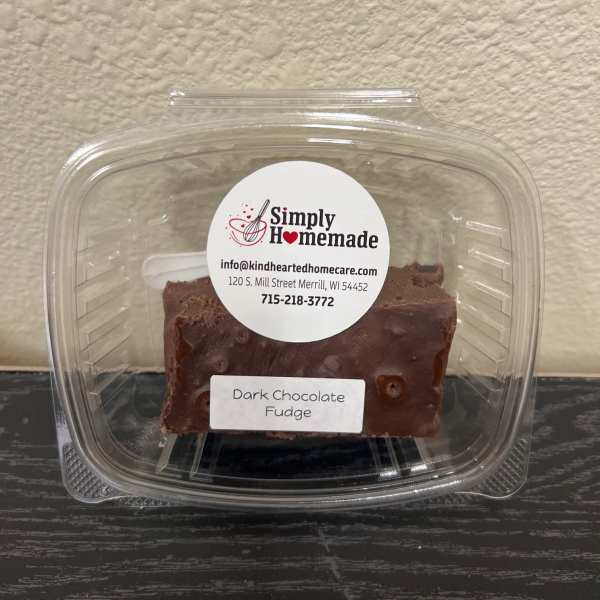 Simply
Homemade
info@kindheartedhomecare.com
120 S. Mill Street Merrill, WI 54452
715-218-3772
Dark Chocolate
Fudge